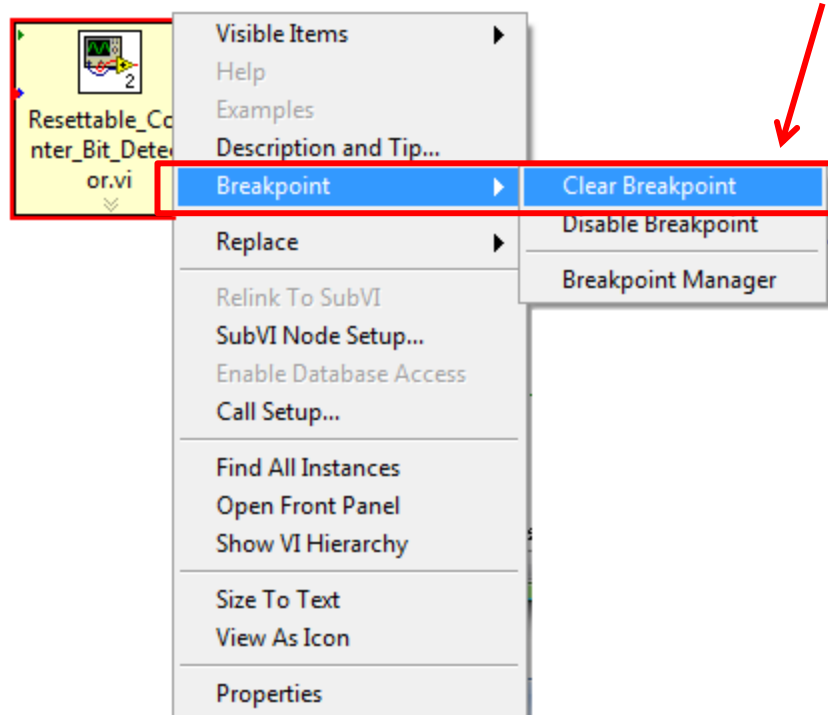 2
Resettable_Co
nter_Bit_Dete
or.vi
Visible Items
Help
Examples
Description and Tip...
Breakpoint
Replace
Relink To SubVI
SubVI Node Setup...
Enable Database Access
Call Setup...
Find All Instances
Open Front Panel
Show VI Hierarchy
Size To Text
View As Icon
Properties
Clear Breakpoint
Disable Breakpoint
Breakpoint Manager